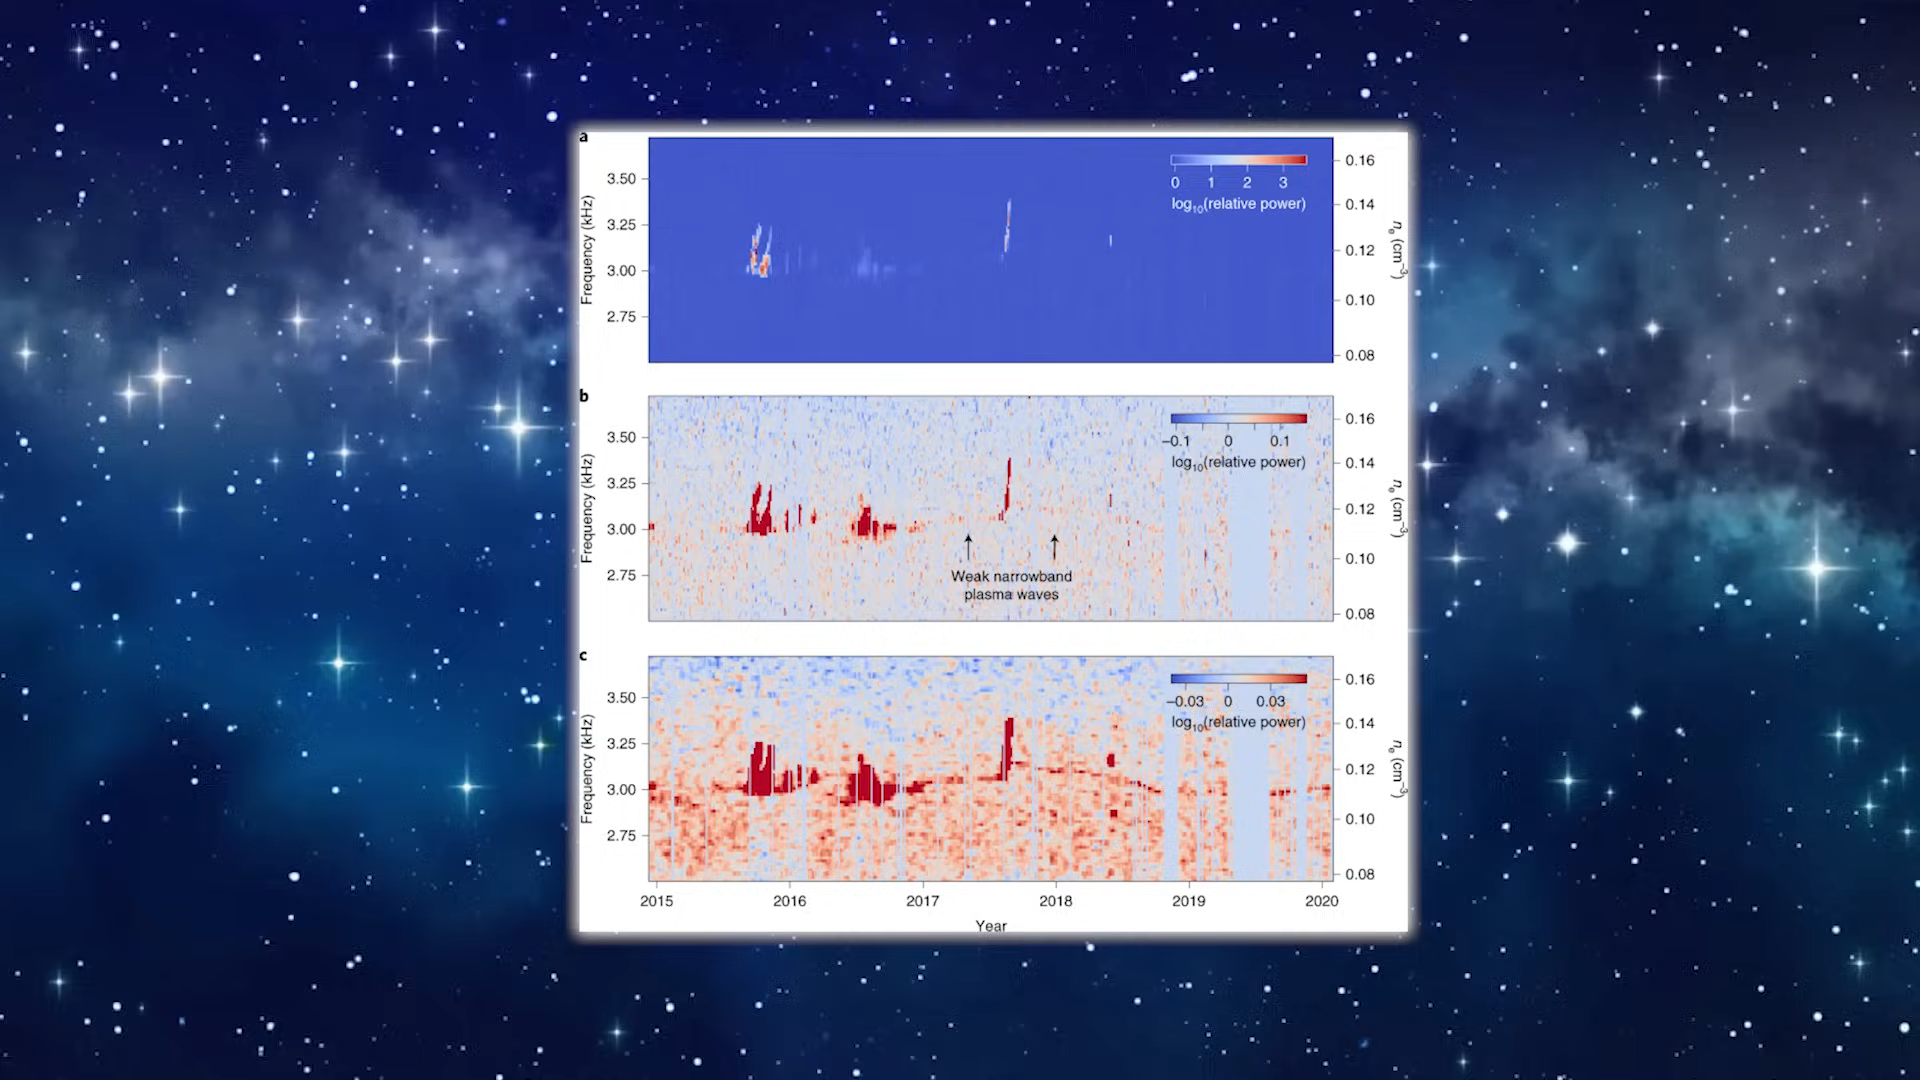 a
3.50
3.25
3.00
2.75
Frequency (kHz)
0 1 2 3
log10(relative power)
0.16
0.14
0.12
0.10
0.08
ne (cm−3)
b
3.50
3.25
3.00
2.75
Frequency (kHz)
−0.1 0 0.1
log10(relative power)
Weak narrowband
plasma waves
0.16
0.14
0.12
0.10
0.08
ne (cm−3)
c
3.50
3.25
3.00
2.75
Frequency (kHz)
−0.03 0 0.03
log10(relative power)
0.16
0.14
0.12
0.10
0.08
ne (cm−3)
2015 2016 2017 2018 2019 2020
Year